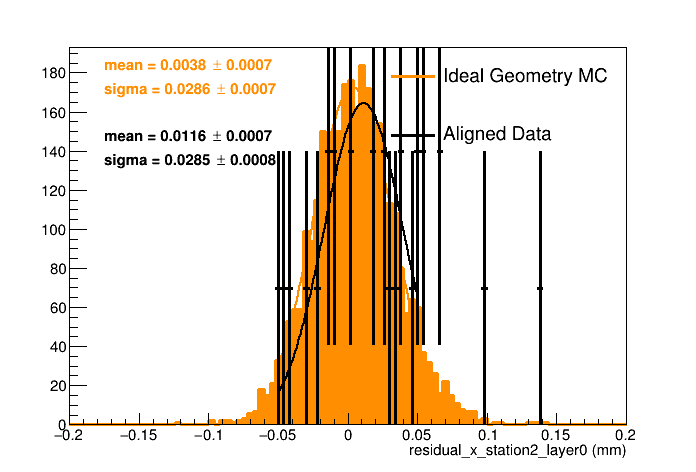 mean = 0.0038 ± 0.0007
sigma = 0.0286 ± 0.0007
mean = 0.0116 ± 0.0007
sigma = 0.0285 ± 0.0008
Ideal Geometry MC
Aligned Data
180
160
140
120
100
80
60
40
20
0
−0.2 −0.15 −0.1 −0.05 0 0.05 0.1 0.15 0.2
residual_x_station2_layer0 (mm)